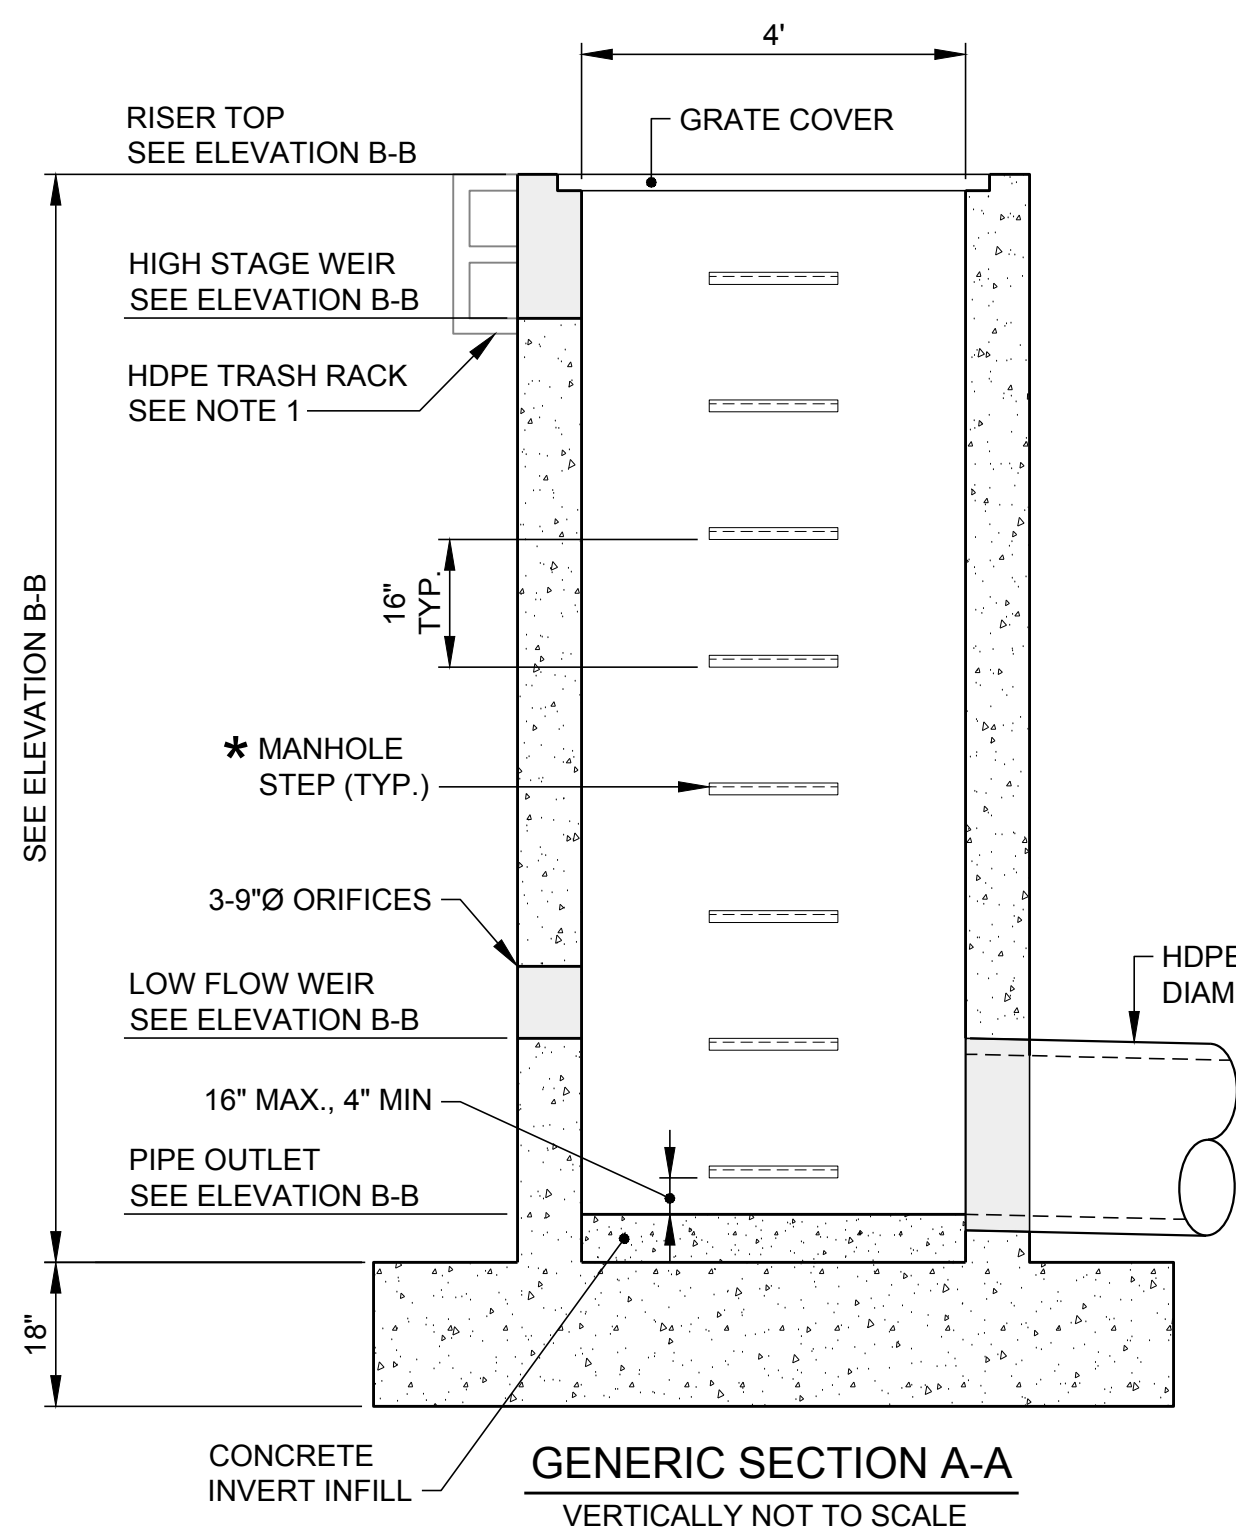 4'
RISER TOP
SEE ELEVATION B-B
GRATE COVER
HIGH STAGE WEIR
SEE ELEVATION B-B
HDPE TRASH RACK
SEE NOTE 1
16"
TYP.
SEE ELEVATION B-B
* MANHOLE
STEP (TYP.)
3-9"Ø ORIFICES
HDPE
DIAM
LOW FLOW WEIR
SEE ELEVATION B-B
16" MAX., 4" MIN
PIPE OUTLET
SEE ELEVATION B-B
18"
CONCRETE
INVERT INFILL
GENERIC SECTION A-A
VERTICALLY NOT TO SCALE